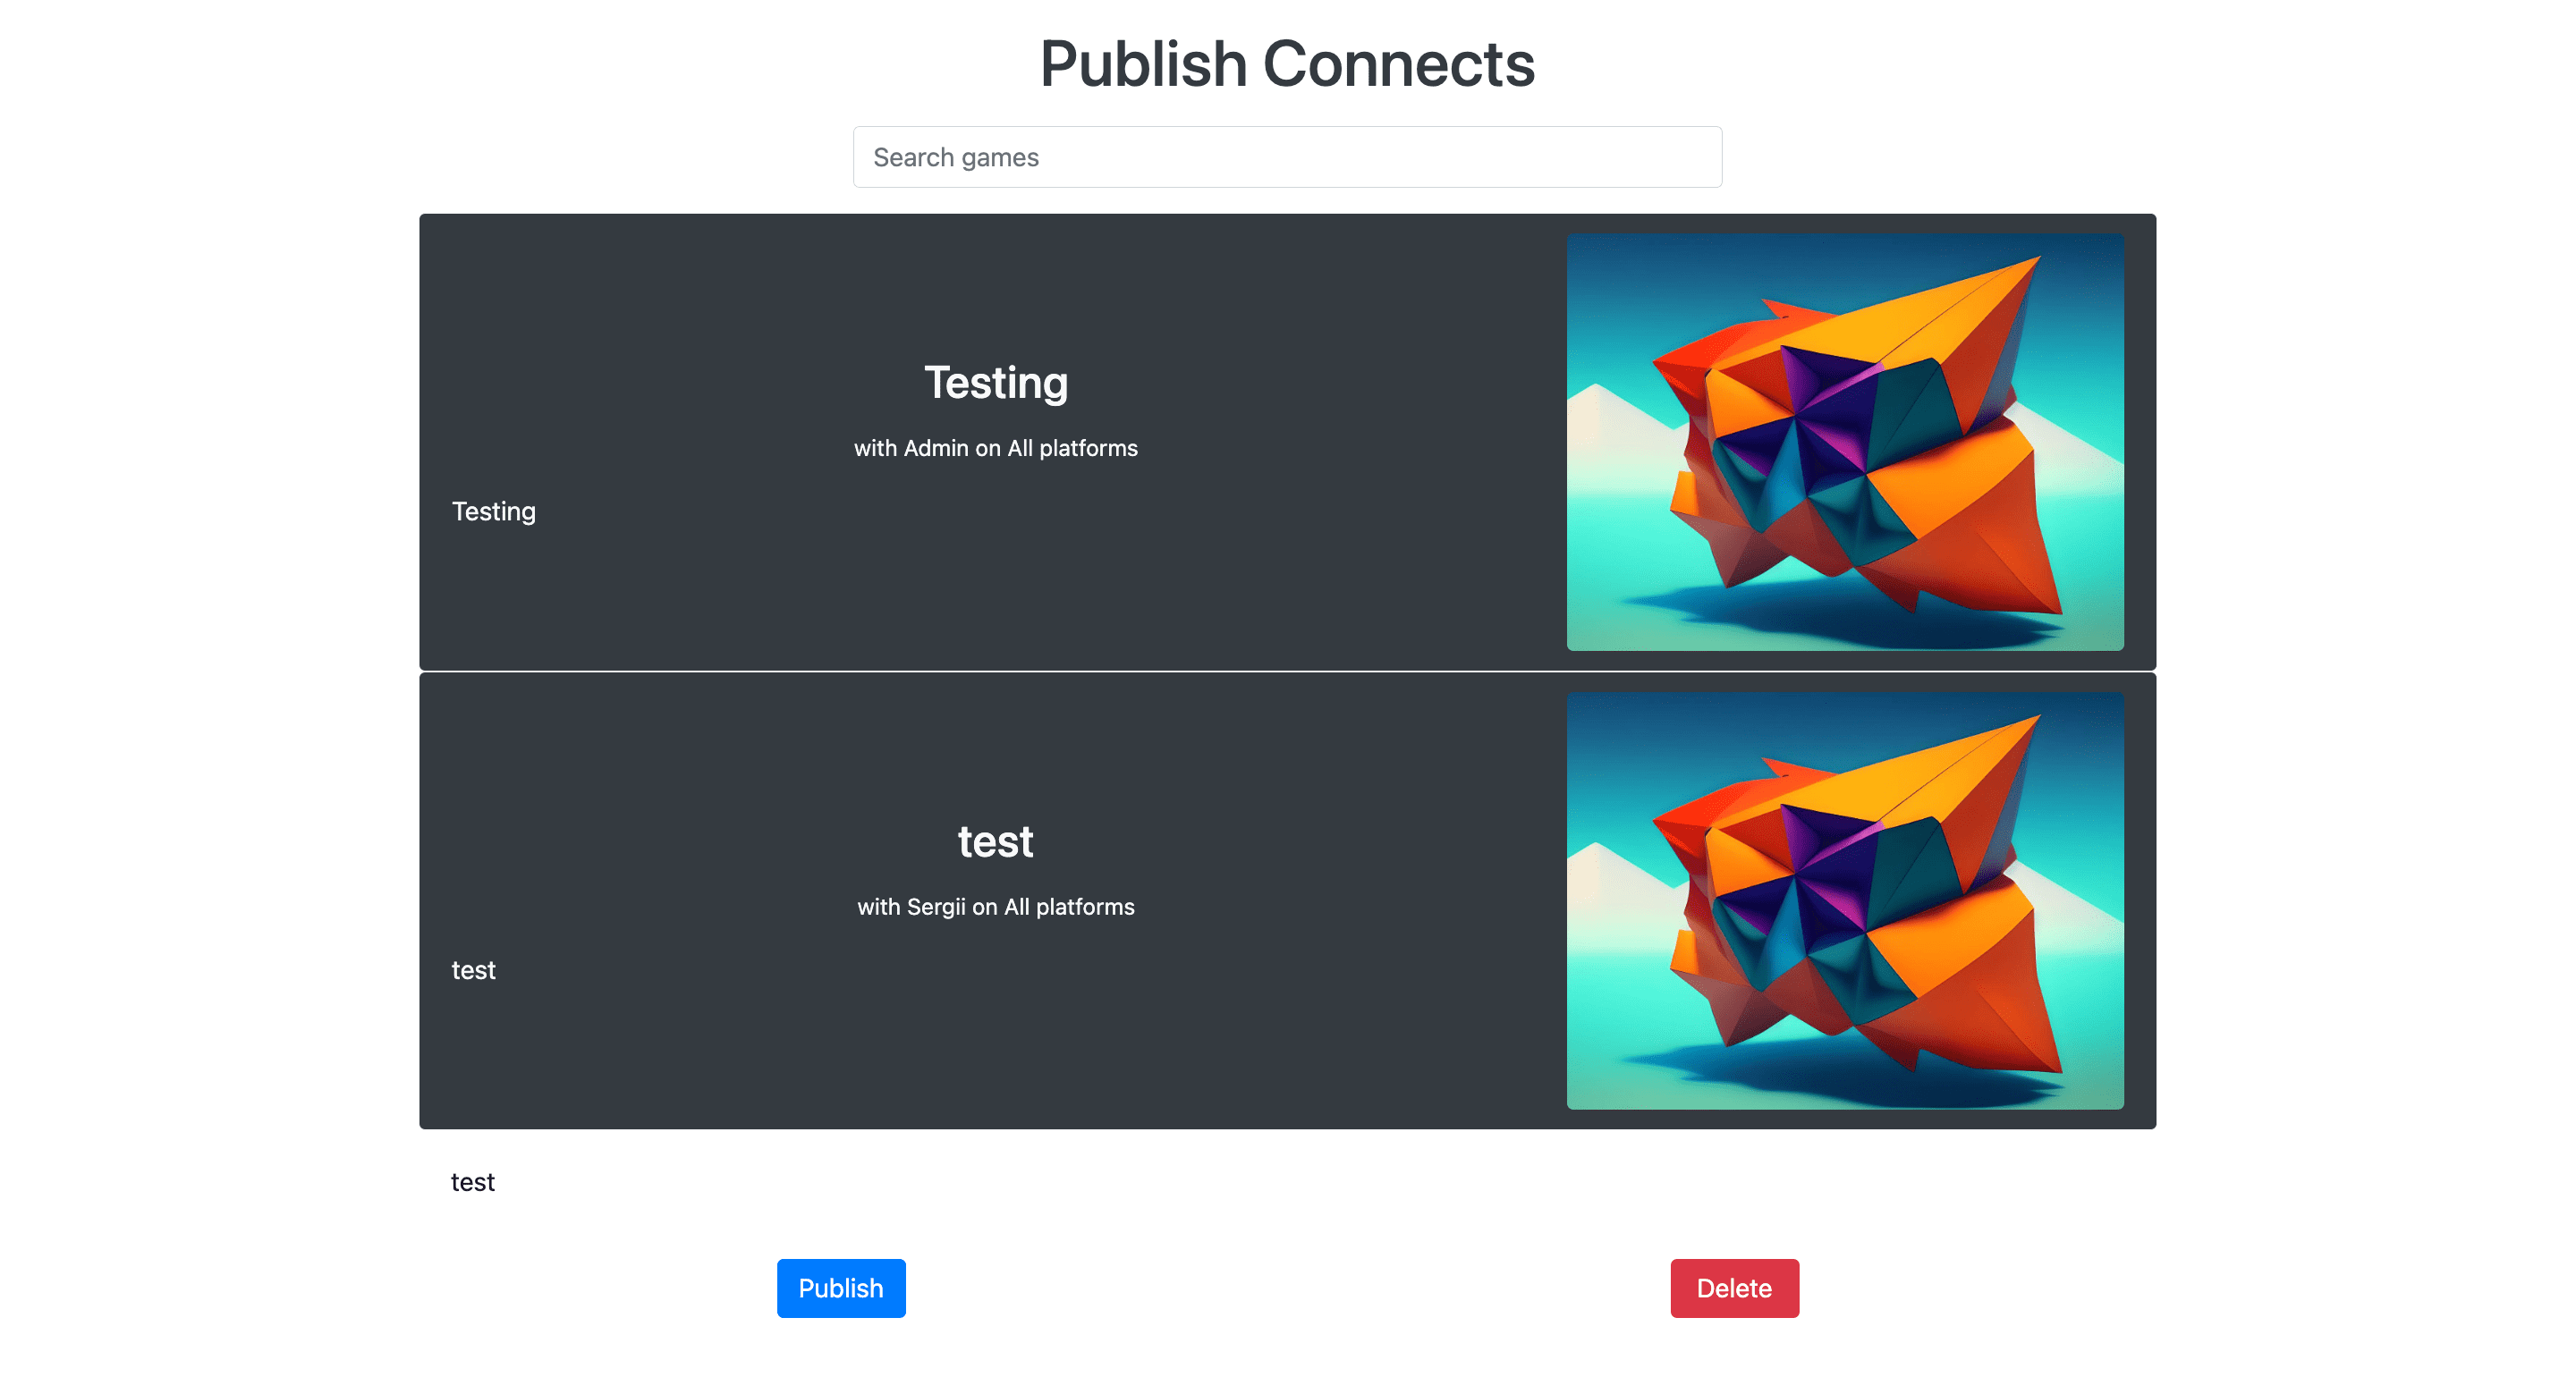 Publish Connects
Search games
Testing
with Admin on All platforms
Testing
test
with Sergii on All platforms
test
test
Publish
Delete